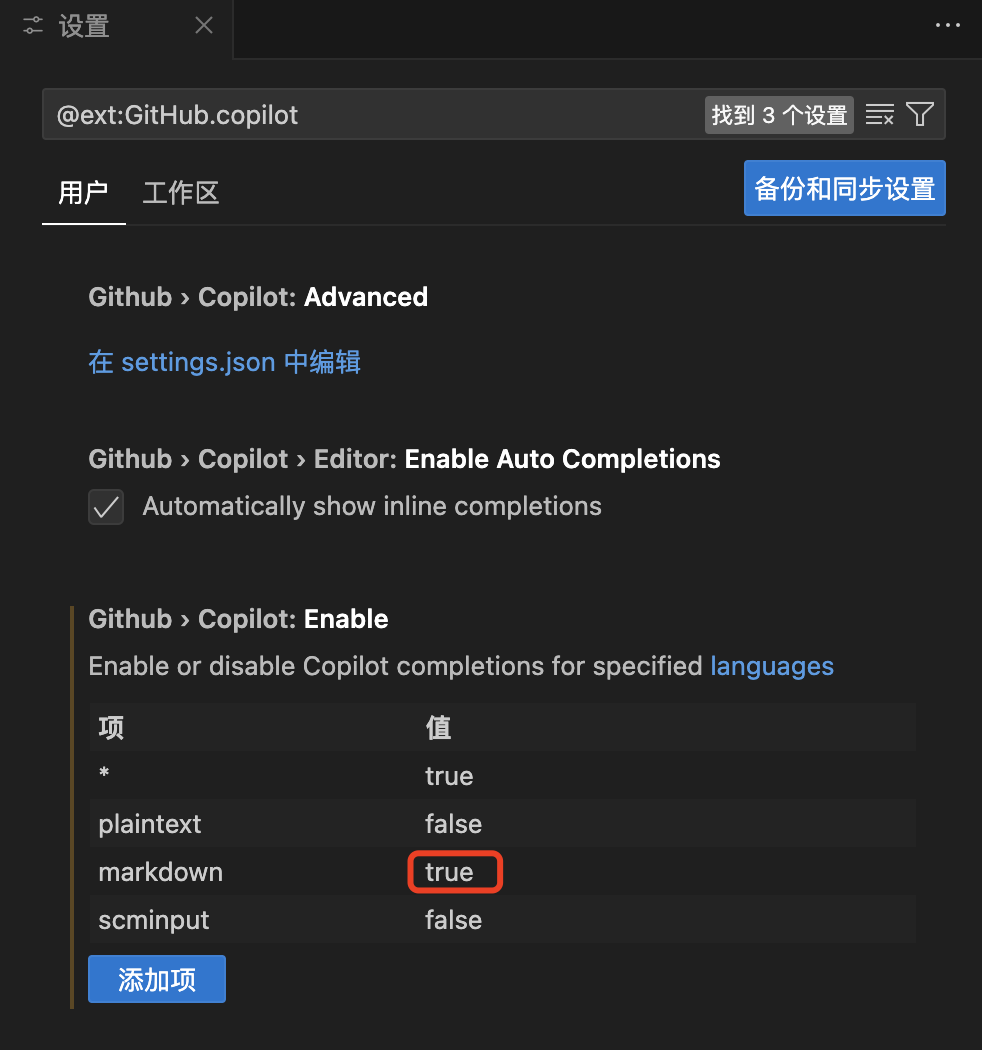 设置
@ext:GitHub.copilot 找到 3 个设置
用户 工作区 备份和同步设置
Github › Copilot: Advanced
在 settings.json 中编辑
Github › Copilot › Editor: Enable Auto Completions
Automatically show inline completions
Github › Copilot: Enable
Enable or disable Copilot completions for specified languages
项 值
* true
plaintext false
markdown true
scminput false
添加项